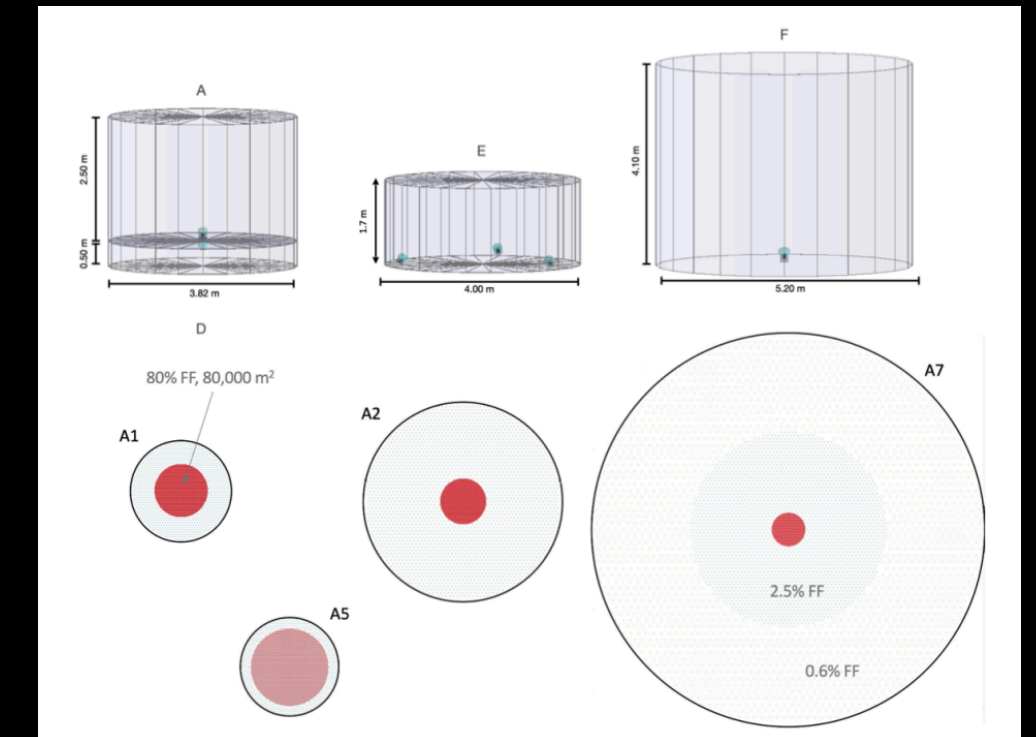 F
A
E
2.50 m
0.50 m
3.82 m
1.7 m
4.00 m
4.10 m
5.20 m
D
80% FF, 80,000 m²
A1
A2
A7
A5
2.5% FF
0.6% FF